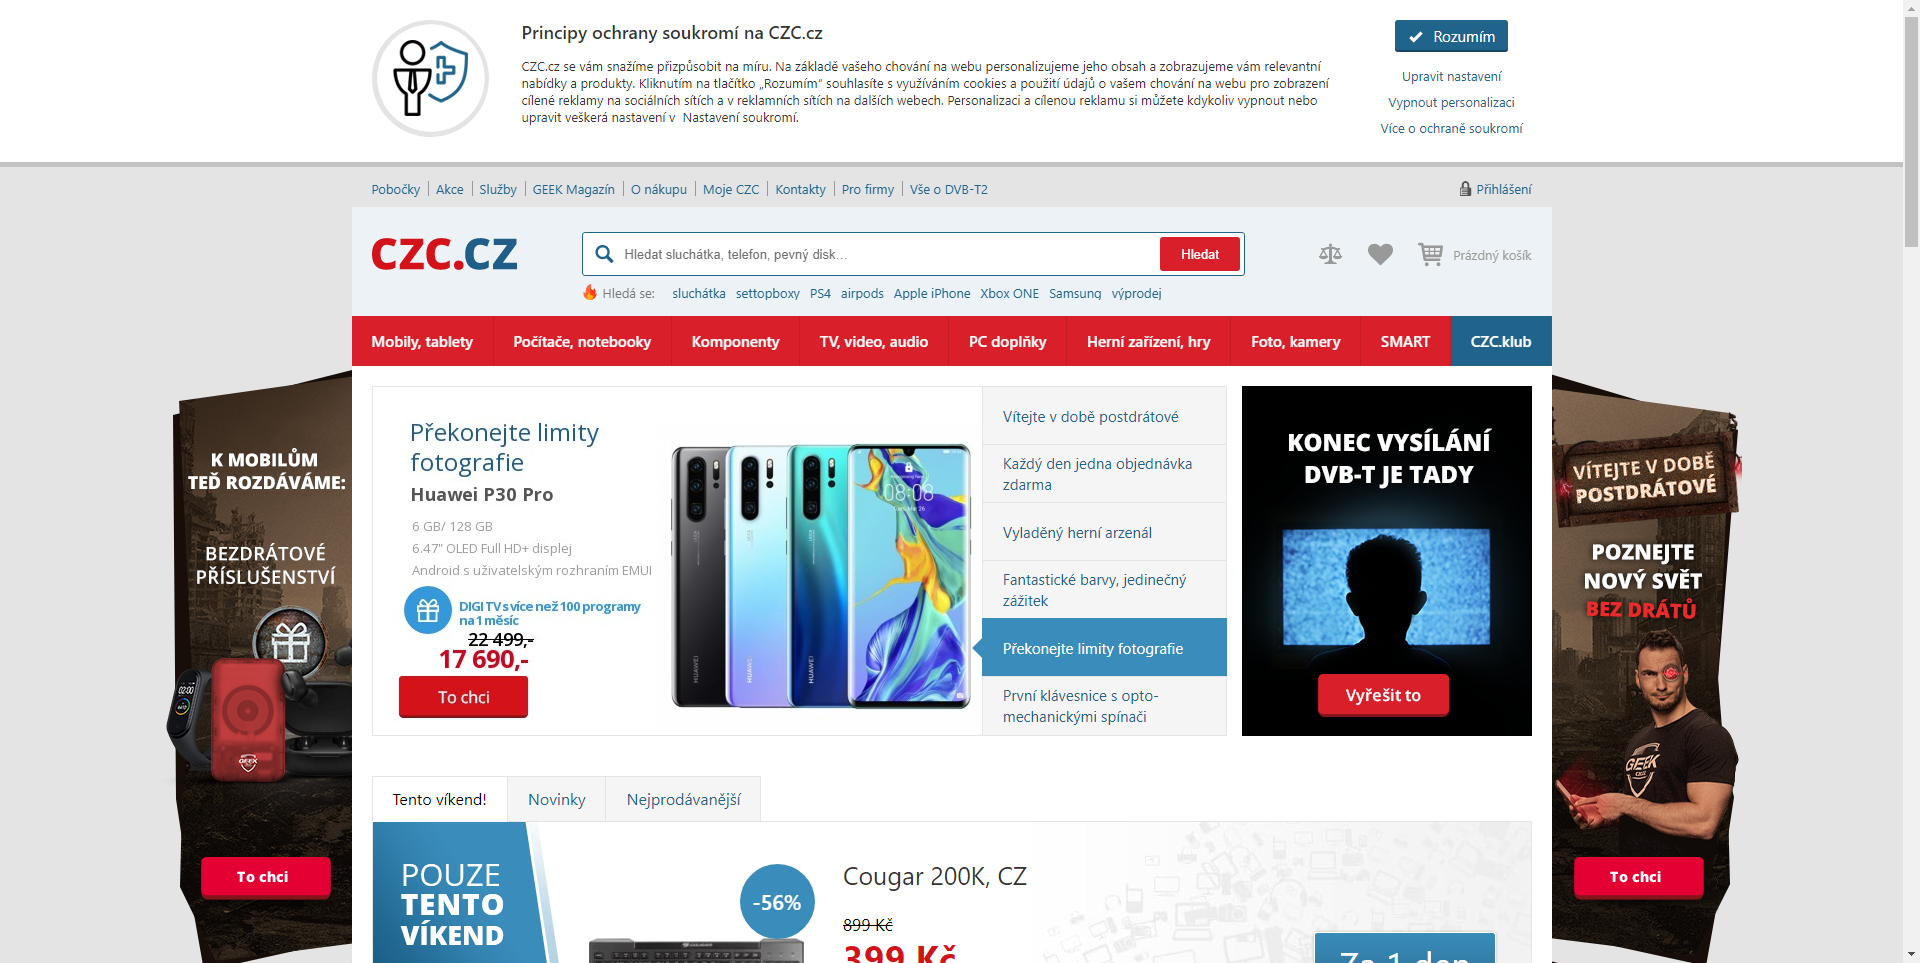 Principy ochrany soukromí na CZC.cz
CZC.cz se vám snažíme přizpůsobit na míru. Na základě vašeho chování na webu personalizujeme jeho obsah a zobrazujeme vám relevantní
nabídky a produkty. Kliknutím na tlačítko „Rozumím“ souhlasíte s využíváním cookies a použití údajů o vašem chování na webu pro zobrazení
cílené reklamy na sociálních sítích a v reklamních sítích na dalších webech. Personalizaci a cílenou reklamu si můžete kdykoliv vypnout nebo
upravit veškerá nastavení v Nastavení soukromí.
Rozumím
Upravit nastavení
Vypnout personalizaci
Více o ochraně soukromí
Pobočky Akce Služby GEEK Magazín O nákupu Moje CZC Kontakty Pro firmy Vše o DVB-T2
Přihlášení
CZC.CZ
Hledat sluchátka, telefon, pevný disk...
Hledat
Prázdný košík
Hledá se: sluchátka settopboxy PS4 airpods Apple iPhone Xbox ONE Samsung výprodej
Mobily, tablety Počítače, notebooky Komponenty TV, video, audio PC doplňky Herní zařízení, hry Foto, kamery SMART CZC.klub
K MOBILŮM
TEĎ ROZDÁVÁME:
BEZDRÁTOVÉ
PŘÍSLUŠENSTVÍ
02:00
GEEK
To chci
Překonejte limity
fotografie
Huawei P30 Pro
6 GB/ 128 GB
6.47" OLED Full HD+ displej
Android s uživatelským rozhraním EMUI
DIGI TV s více než 100 programy
na 1 měsíc
22 499,-
17 690,-
To chci
08:08
HUAWEI
HUAWEI
HUAWEI
Vítejte v době postdrátové
Každý den jedna objednávka
zdarma
Vyladěný herní arzenál
Fantastické barvy, jedinečný
zážitek
Překonejte limity fotografie
První klávesnice s opto-
mechanickými spínači
KONEC VYSÍLÁNÍ
DVB-T JE TADY
Vyřešit to
VÍTEJTE V DOBĚ
POSTDRÁTOVÉ
POZNEJTE
NOVÝ SVĚT
BEZ DRÁTŮ
GEEK
To chci
Tento víkend! Novinky Nejprodávanější
POUZE
TENTO
VÍKEND
-56%
COUGAR
Cougar 200K, CZ
899 Kč
399 Kč
Za 1 den